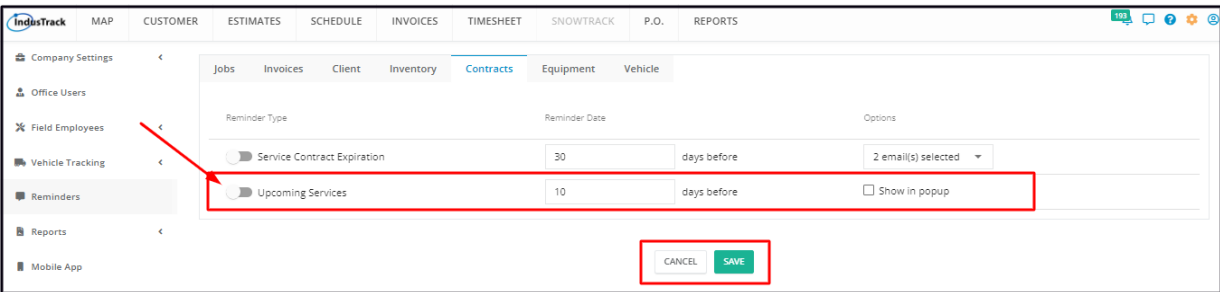 IndusTrack MAP CUSTOMER ESTIMATES SCHEDULE INVOICES TIMESHEET SNOWTRACK P.O. REPORTS 193
Company Settings
Office Users
Field Employees
Vehicle Tracking
Reminders
Reports
Mobile App
Jobs Invoices Client Inventory Contracts Equipment Vehicle
Reminder Type Reminder Date Options
Service Contract Expiration 30 days before 2 email(s) selected
Upcoming Services 10 days before Show in popup
CANCEL SAVE